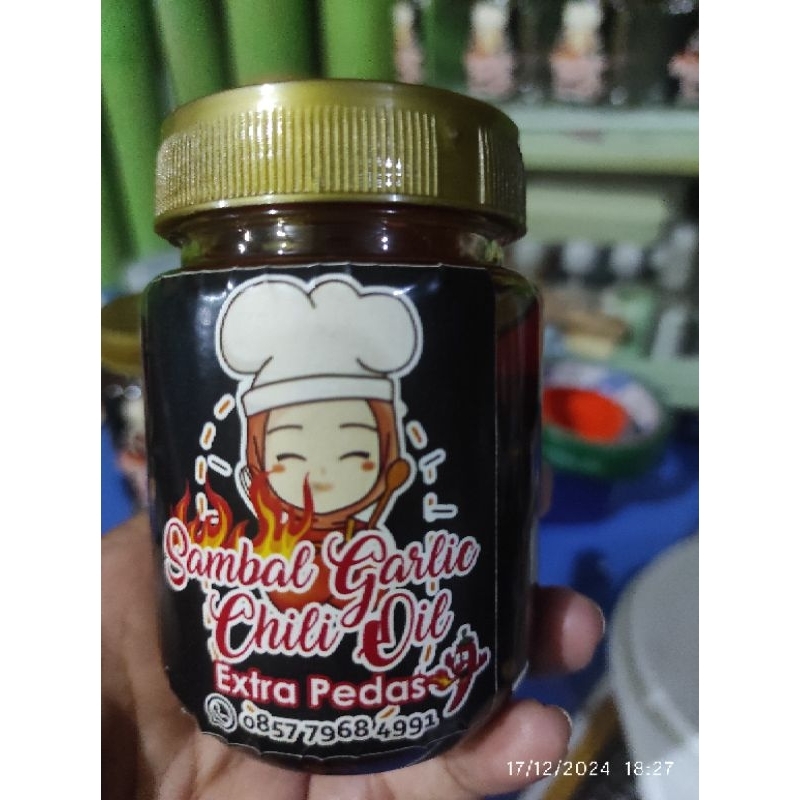 Sambal Garlic
Chili Oil
Extra Pedas
0857 7968 4991
17/12/2024 18:27